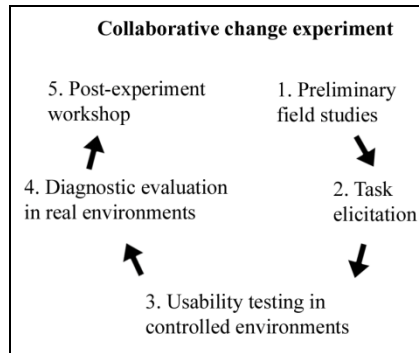 Collaborative change experiment
5. Post-experiment
workshop
1. Preliminary
field studies
4. Diagnostic evaluation
in real environments
2. Task
elicitation
3. Usability testing in
controlled environments